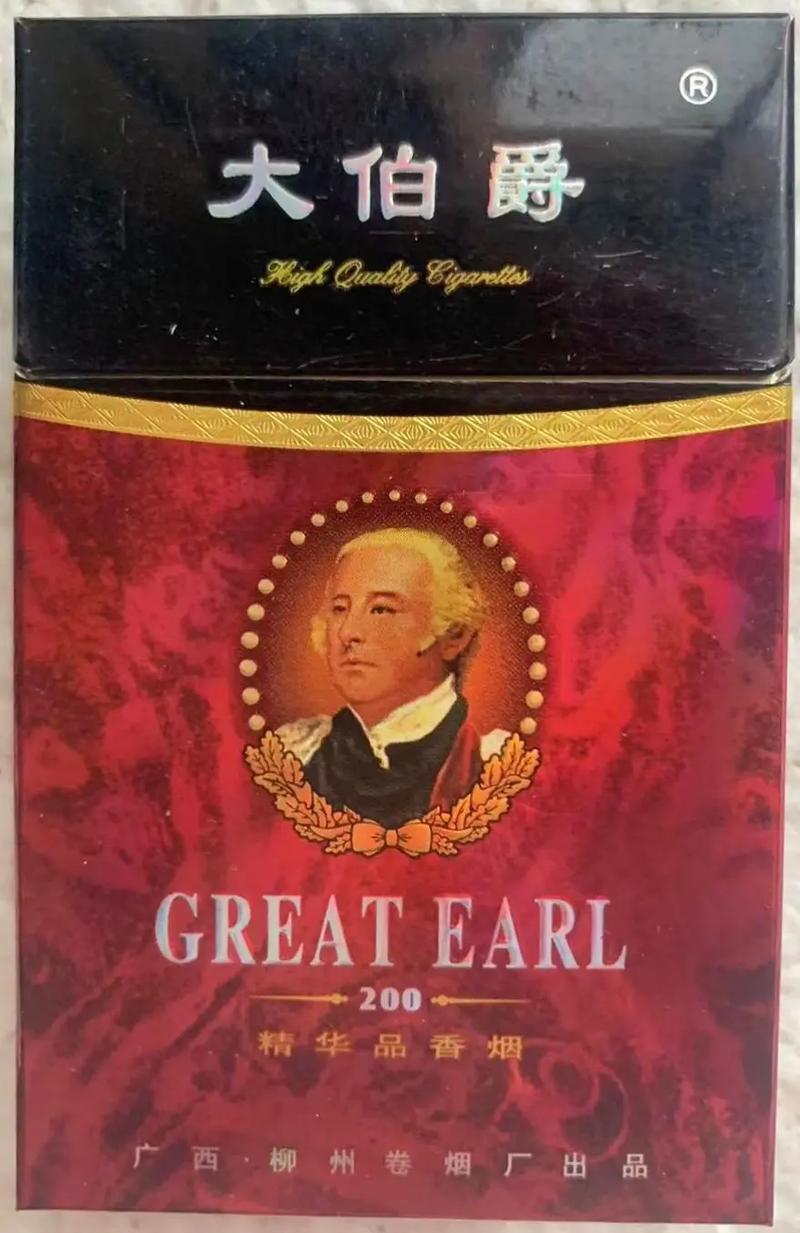 ®
大伯爵
High Quality Cigarettes
GREAT EARL
200
精华品香烟
广西·柳州卷烟厂出品